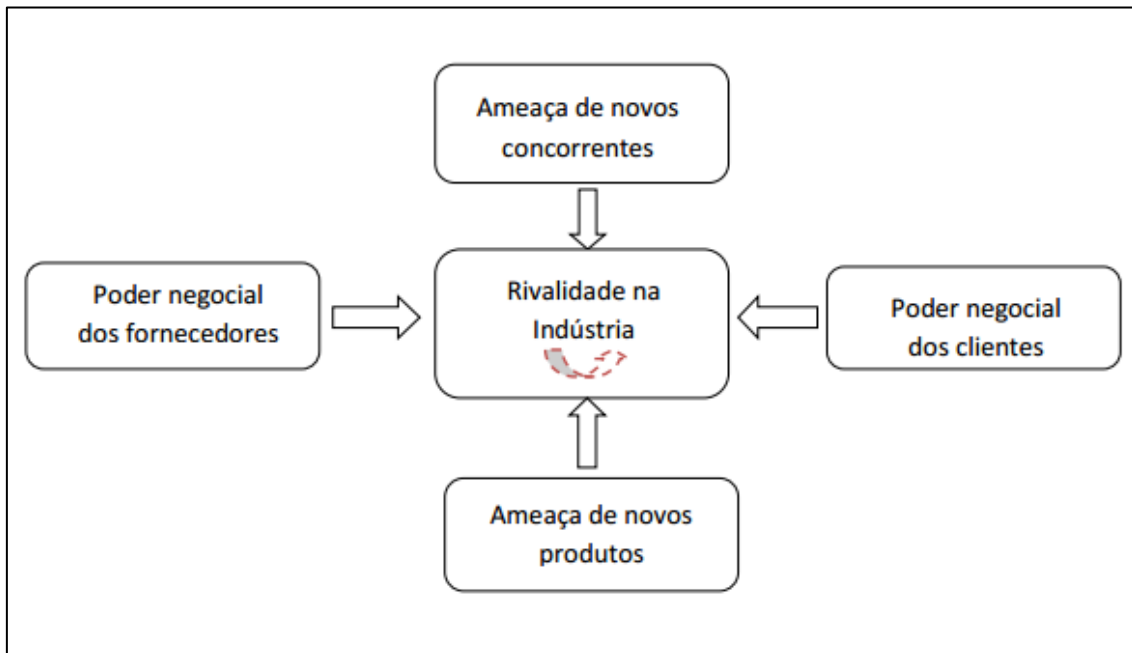 Ameaça de novos
concorrentes
Poder negocial
dos fornecedores
Rivalidade na
Indústria
Poder negocial
dos clientes
Ameaça de novos
produtos